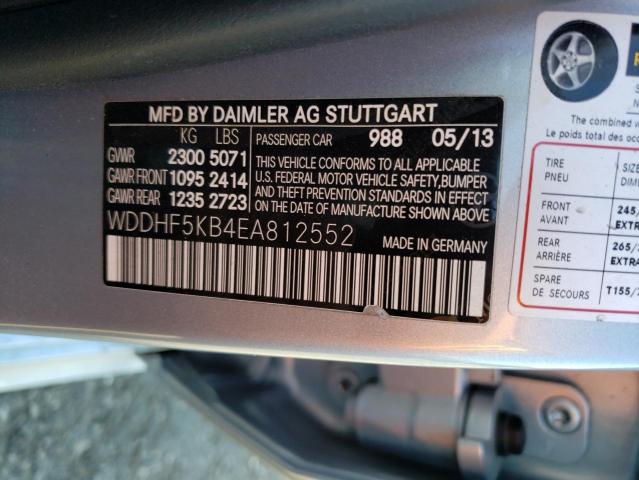 MFD BY DAIMLER AG STUTTGART
KG LBS
GVWR 2300 5071
GAWR FRONT 1095 2414
GAWR REAR 1235 2723
PASSENGER CAR 988 05/13
THIS VEHICLE CONFORMS TO ALL APPLICABLE
U.S. FEDERAL MOTOR VEHICLE SAFETY, BUMPER
AND THEFT PREVENTION STANDARDS IN EFFECT
ON THE DATE OF MANUFACTURE SHOWN ABOVE.
WDDHF5KB4EA812552
MADE IN GERMANY
The combined
Le poids total des
TIRE
PNEU
FRONT
AVANT
245
EXTR
REAR
ARRIÈRE
265/
EXTRA
SPARE
DE SECOURS
T155/